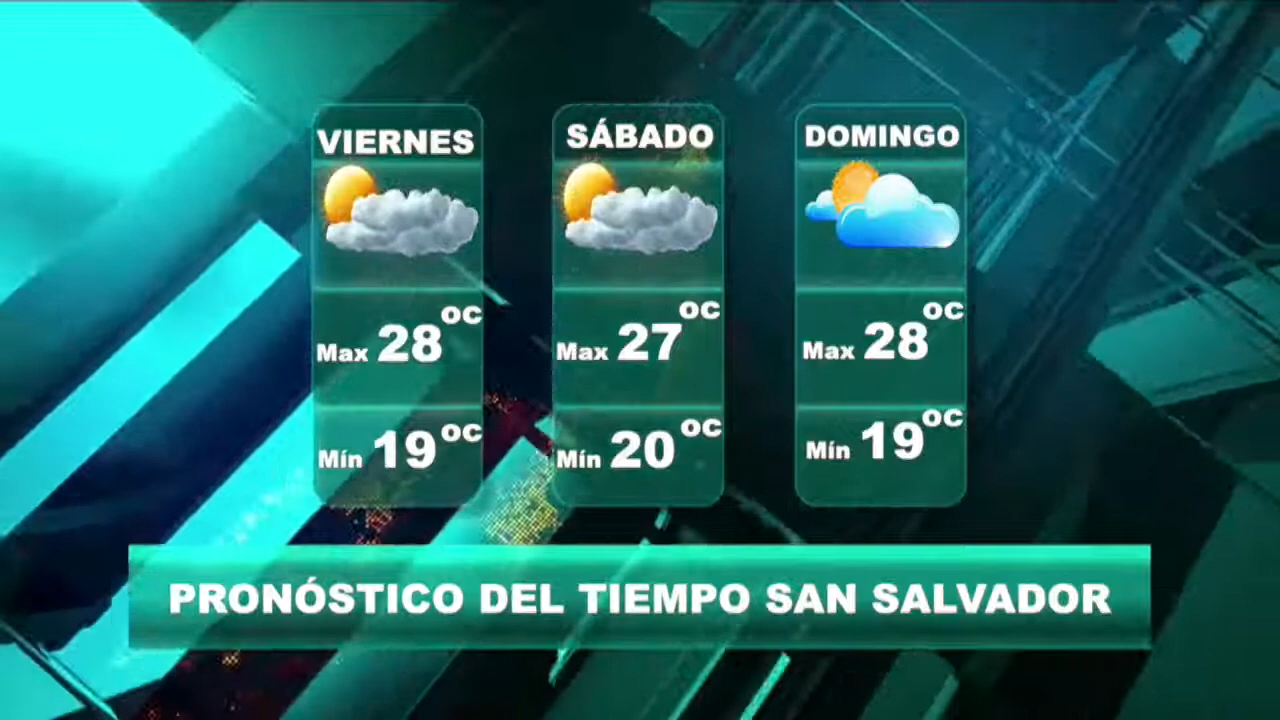 VIERNES
Max 28 OC
Mín 19 OC
SÁBADO
Max 27 OC
Mín 20 OC
DOMINGO
Max 28 OC
Mín 19 OC
PRONÓSTICO DEL TIEMPO SAN SALVADOR